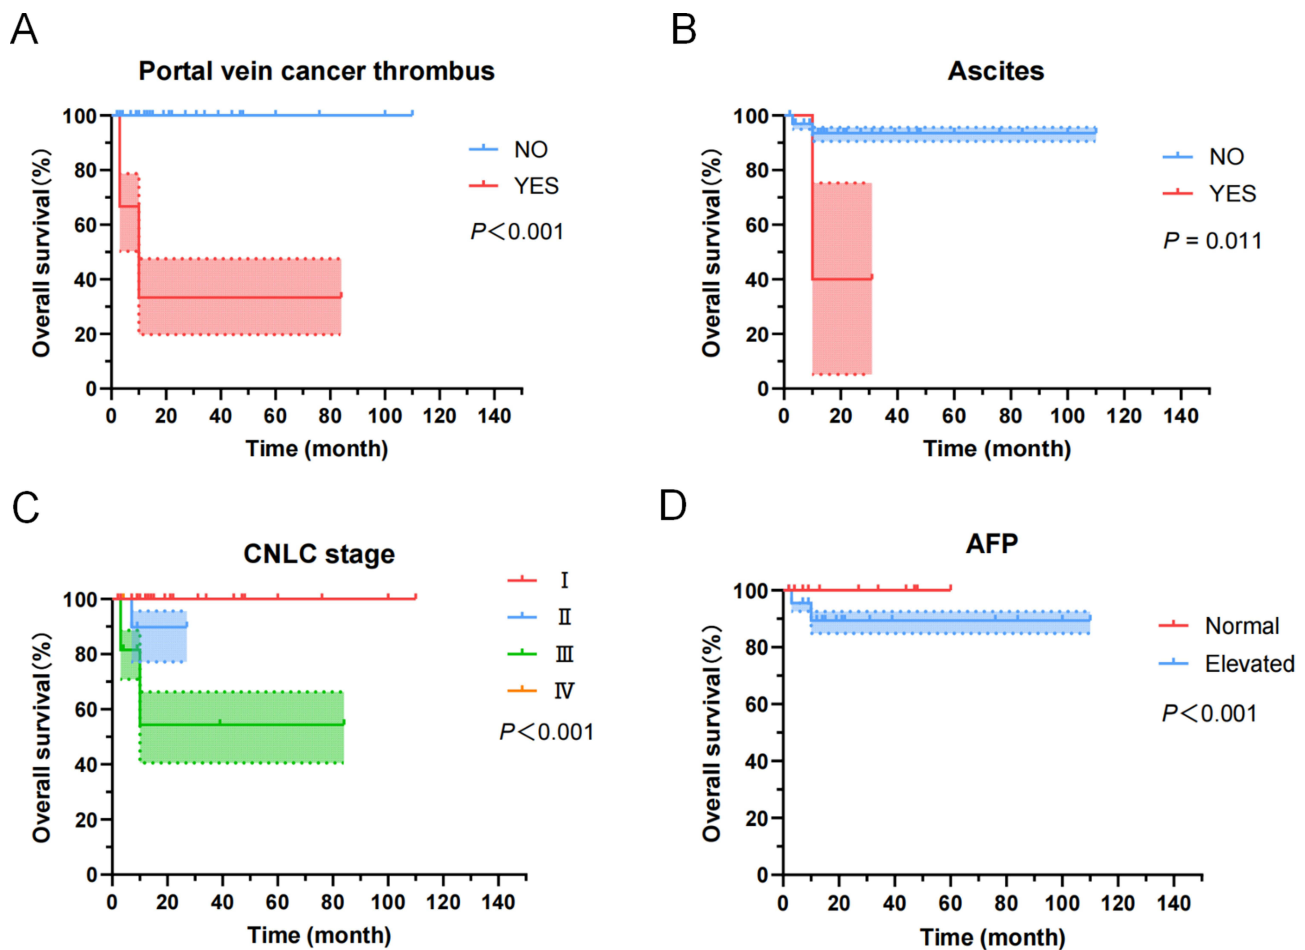 A
Portal vein cancer thrombus
Overall survival (%)
100
80
60
40
20
0
0 20 40 60 80 100 120 140
Time (month)
NO
YES
P＜0.001
B
Ascites
Overall survival (%)
100
80
60
40
20
0
0 20 40 60 80 100 120 140
Time (month)
NO
YES
P = 0.011
C
CNLC stage
Overall survival (%)
100
80
60
40
20
0
0 20 40 60 80 100 120 140
Time (month)
Ⅰ
Ⅱ
Ⅲ
Ⅳ
P＜0.001
D
AFP
Overall survival (%)
100
80
60
40
20
0
0 20 40 60 80 100 120 140
Time (month)
Normal
Elevated
P＜0.001